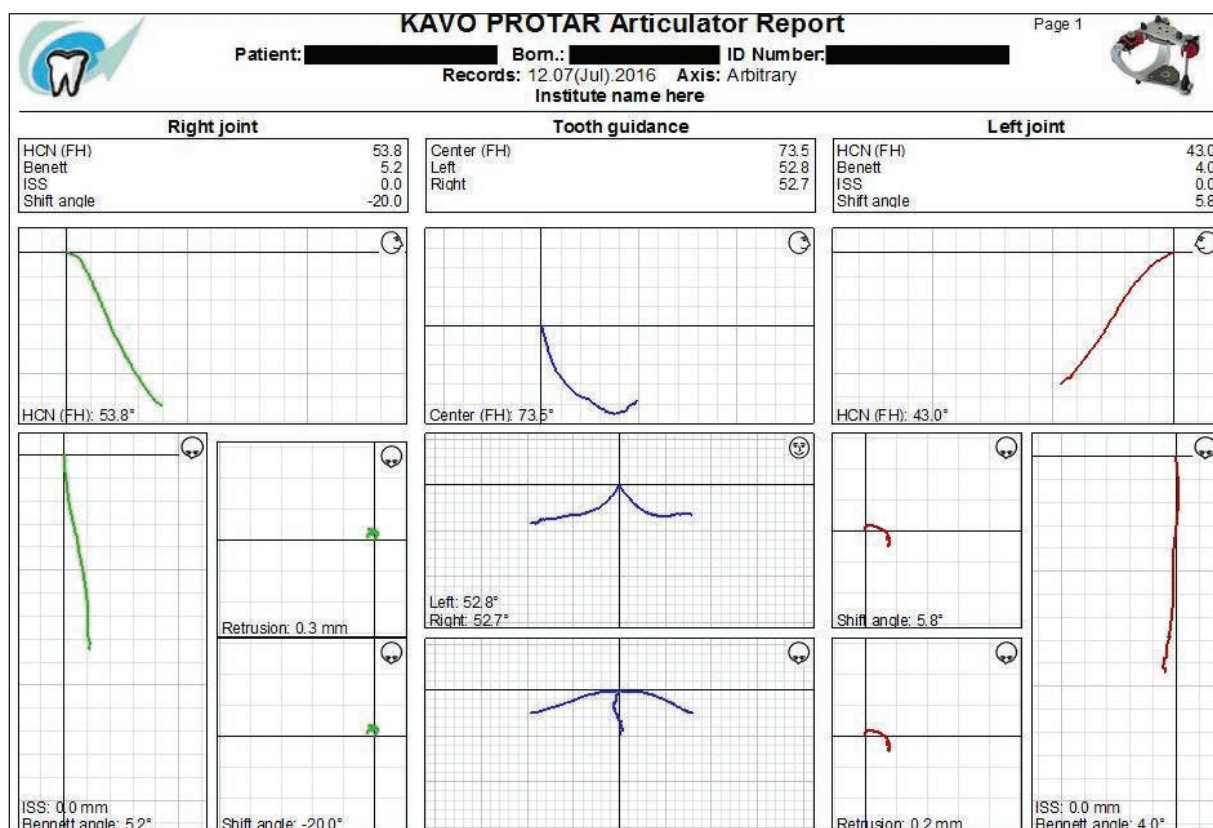 KAVO PROTAR Articulator Report
Page 1
Patient: Born.: ID Number:
Records: 12.07(Jul).2016 Axis: Arbitrary
Institute name here
Right joint
HCN (FH) 53.8
Benett 5.2
ISS 0.0
Shift angle -20.0
Tooth guidance
Center (FH) 73.5
Left 52.8
Right 52.7
Left joint
HCN (FH) 43.0
Benett 4.0
ISS 0.0
Shift angle 5.8
HCN (FH): 53.8°
Center (FH): 73.5°
HCN (FH): 43.0°
Retrusion: 0.3 mm
Left: 52.8°
Right: 52.7°
Shift angle: 5.8°
ISS: 0.0 mm
Bennett angle: 5.2°
Shift angle: -20.0°
Retrusion: 0.2 mm
ISS: 0.0 mm
Bennett angle: 4.0°